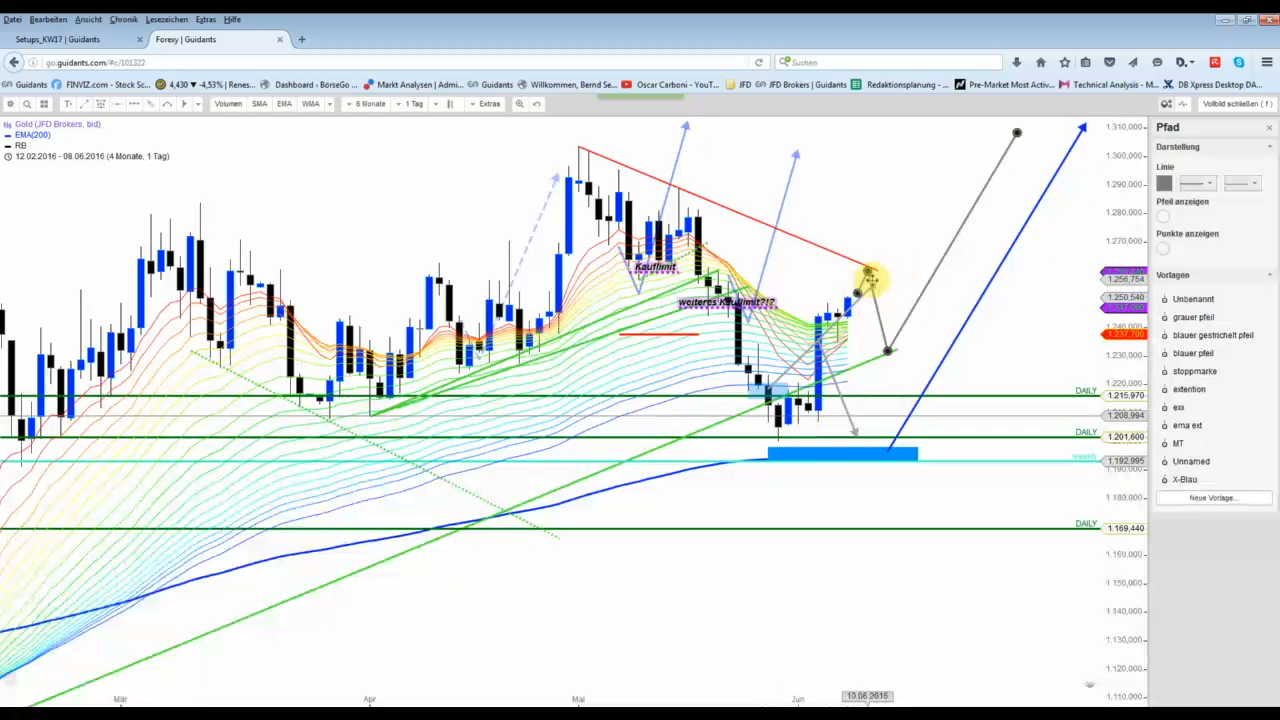 Datei Bearbeiten Ansicht Chronik Lesezeichen Extras Hilfe
Setups_KW17 | Guidants × Forexy | Guidants × +
go.guidants.com/#c/101322 Suchen
Guidants FINVIZ.com - Stock Sc... 4,430 ▾ -4,53% | Renes... Dashboard ‹ BörseGo ... Markt Analysen | Admi... Guidants Willkommen, Bernd Se... Oscar Carboni - YouT... JFD JFD Brokers | Guidants Redaktionsplanung - ... Pre-Market Most Activ... Technical Analysis - M... DB Xpress Desktop DA...
Volumen SMA EMA WMA 6 Monate 1 Tag Extras Vollbild schließen ( f )
Gold (JFD Brokers, bid)
EMA(200)
RB
12.02.2016 - 08.06.2016 (4 Monate, 1 Tag)
Kauflimit
weiteres Kauflimit?!?
DAILY
DAILY
weekly
DAILY
1.310,000
1.300,000
1.290,000
1.280,000
1.270,000
1.256,754
1.250,540
1.240,000
1.237,700
1.230,000
1.220,000
1.215,970
1.208,994
1.201,600
1.192,995
1.190,000
1.180,000
1.169,440
1.160,000
1.150,000
1.140,000
1.130,000
1.120,000
1.110,000
Mär Apr Mai Jun 10.06.2016
Pfad ×
Darstellung
Linie
Pfeil anzeigen
Punkte anzeigen
Vorlagen
Unbenannt
grauer pfeil
blauer gestrichelt pfeil
blauer pfeil
stoppmarke
extention
exx
ema ext
MT
Unnamed
X-Blau
Neue Vorlage...